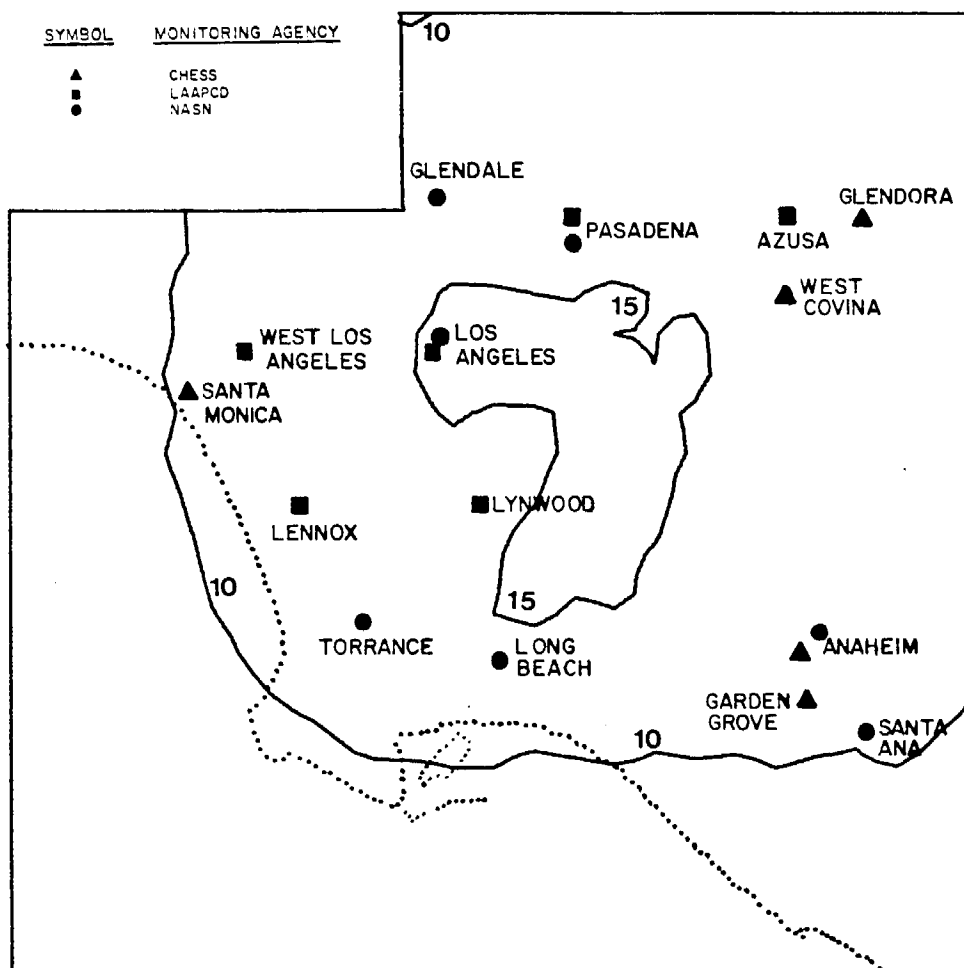 SYMBOL MONITORING AGENCY
▲ CHESS
■ LAAPCD
● NASN
10
GLENDALE
GLENDORA
PASADENA
AZUSA
WEST
COVINA
15
WEST LOS
ANGELES
LOS
ANGELES
SANTA
MONICA
LYNWOOD
LENNOX
10
15
TORRANCE
LONG
BEACH
ANAHEIM
GARDEN
GROVE
SANTA
ANA
10